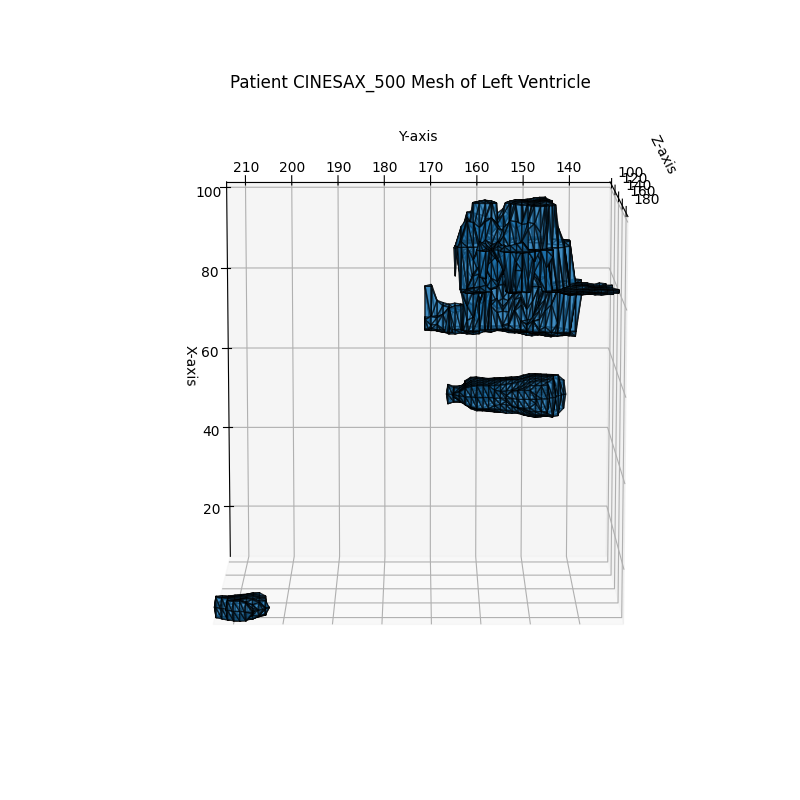 Patient CINESAX_500 Mesh of Left Ventricle
Y-axis
Z-axis
210 200 190 180 170 160 150 140
100 120 140 160 180
100
80
60
X-axis
40
20